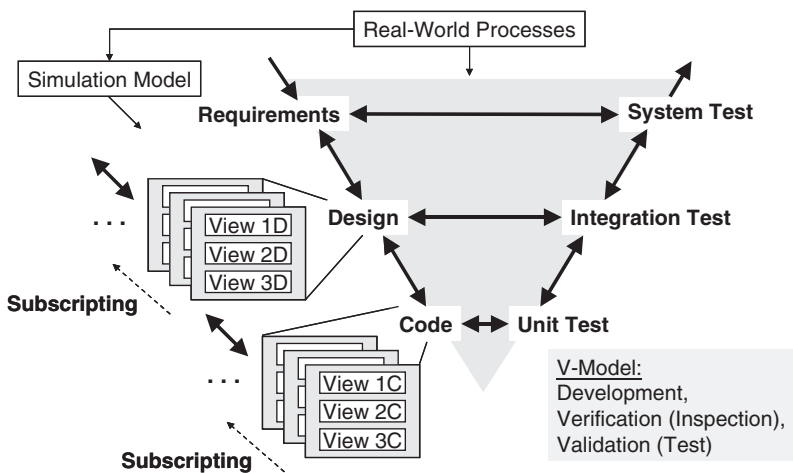 Real-World Processes
Simulation Model
Requirements
System Test
. . .
View 1D
View 2D
View 3D
Design
Integration Test
Subscripting
Code
Unit Test
. . .
View 1C
View 2C
View 3C
Subscripting
V-Model:
Development,
Verification (Inspection),
Validation (Test)